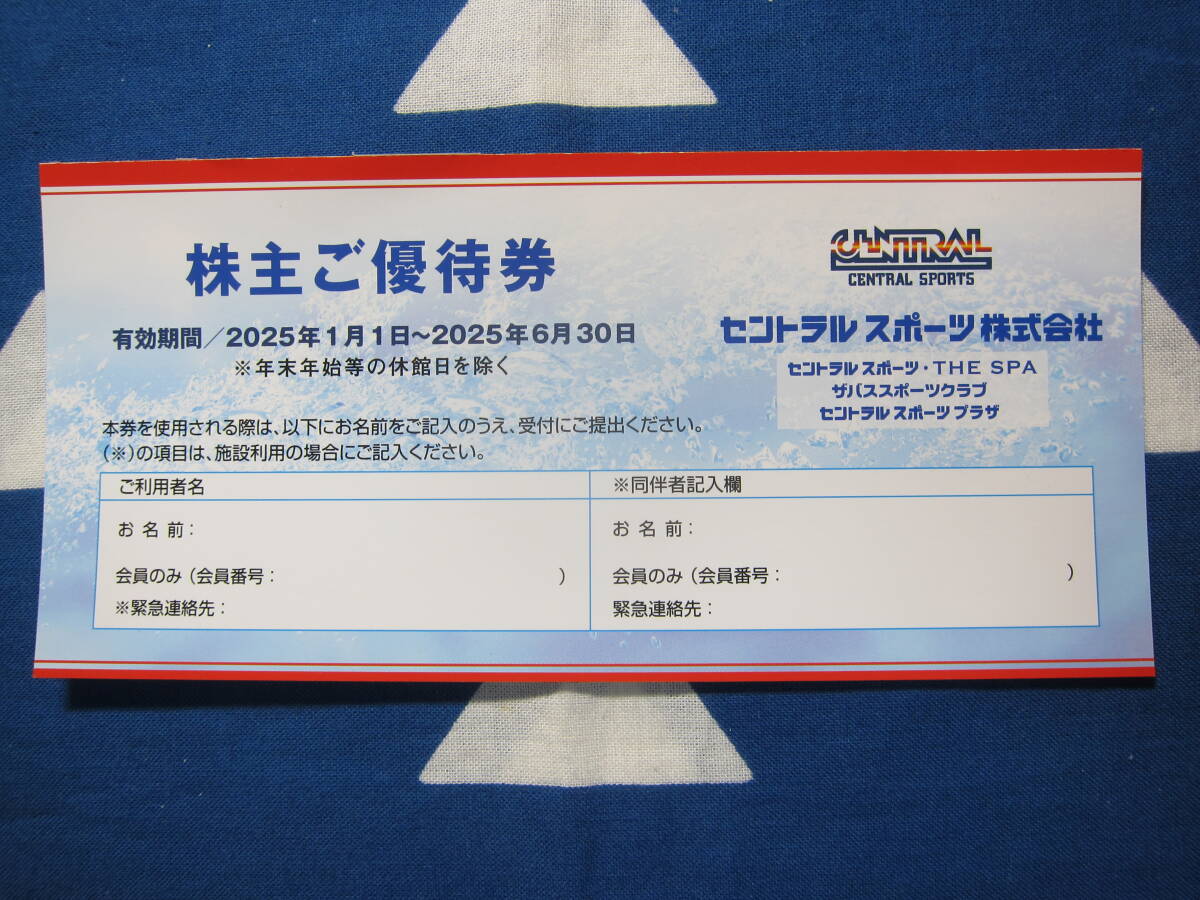 株主ご優待券
有効期間／2025年1月1日～2025年6月30日
※年末年始等の休館日を除く
CENTRAL
CENTRAL SPORTS
セントラルスポーツ株式会社
セントラルスポーツ・THE SPA
ザバススポーツクラブ
セントラルスポーツプラザ
本券を使用される際は、以下にお名前をご記入のうえ、受付にご提出ください。
（※）の項目は、施設利用の場合にご記入ください。
ご利用者名
お名前：
会員のみ（会員番号：　）
※緊急連絡先：
※同伴者記入欄
お名前：
会員のみ（会員番号：　）
緊急連絡先：